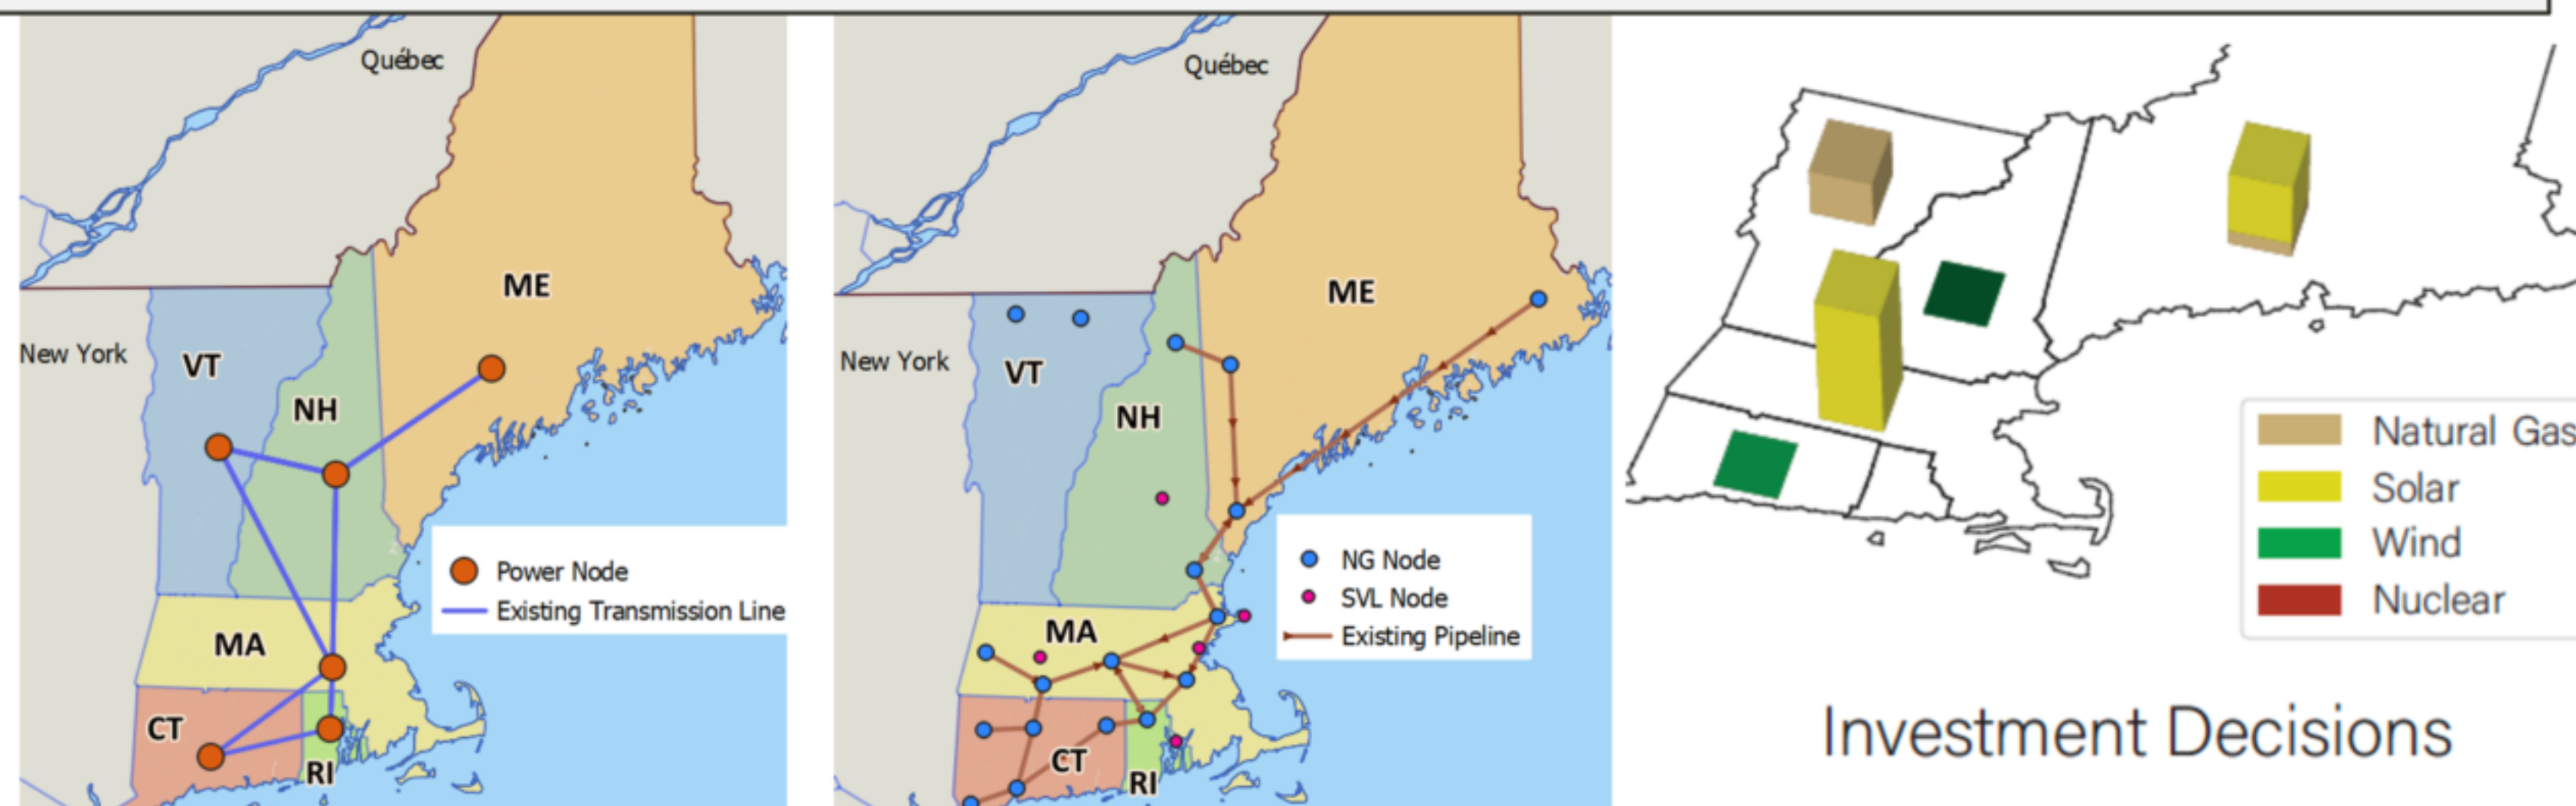 Québec
ME
New York
VT
NH
Power Node
Existing Transmission Line
MA
CT
RI
Québec
ME
New York
VT
NH
NG Node
SVL Node
Existing Pipeline
MA
CT
RI
Natural Gas
Solar
Wind
Nuclear
Investment Decisions